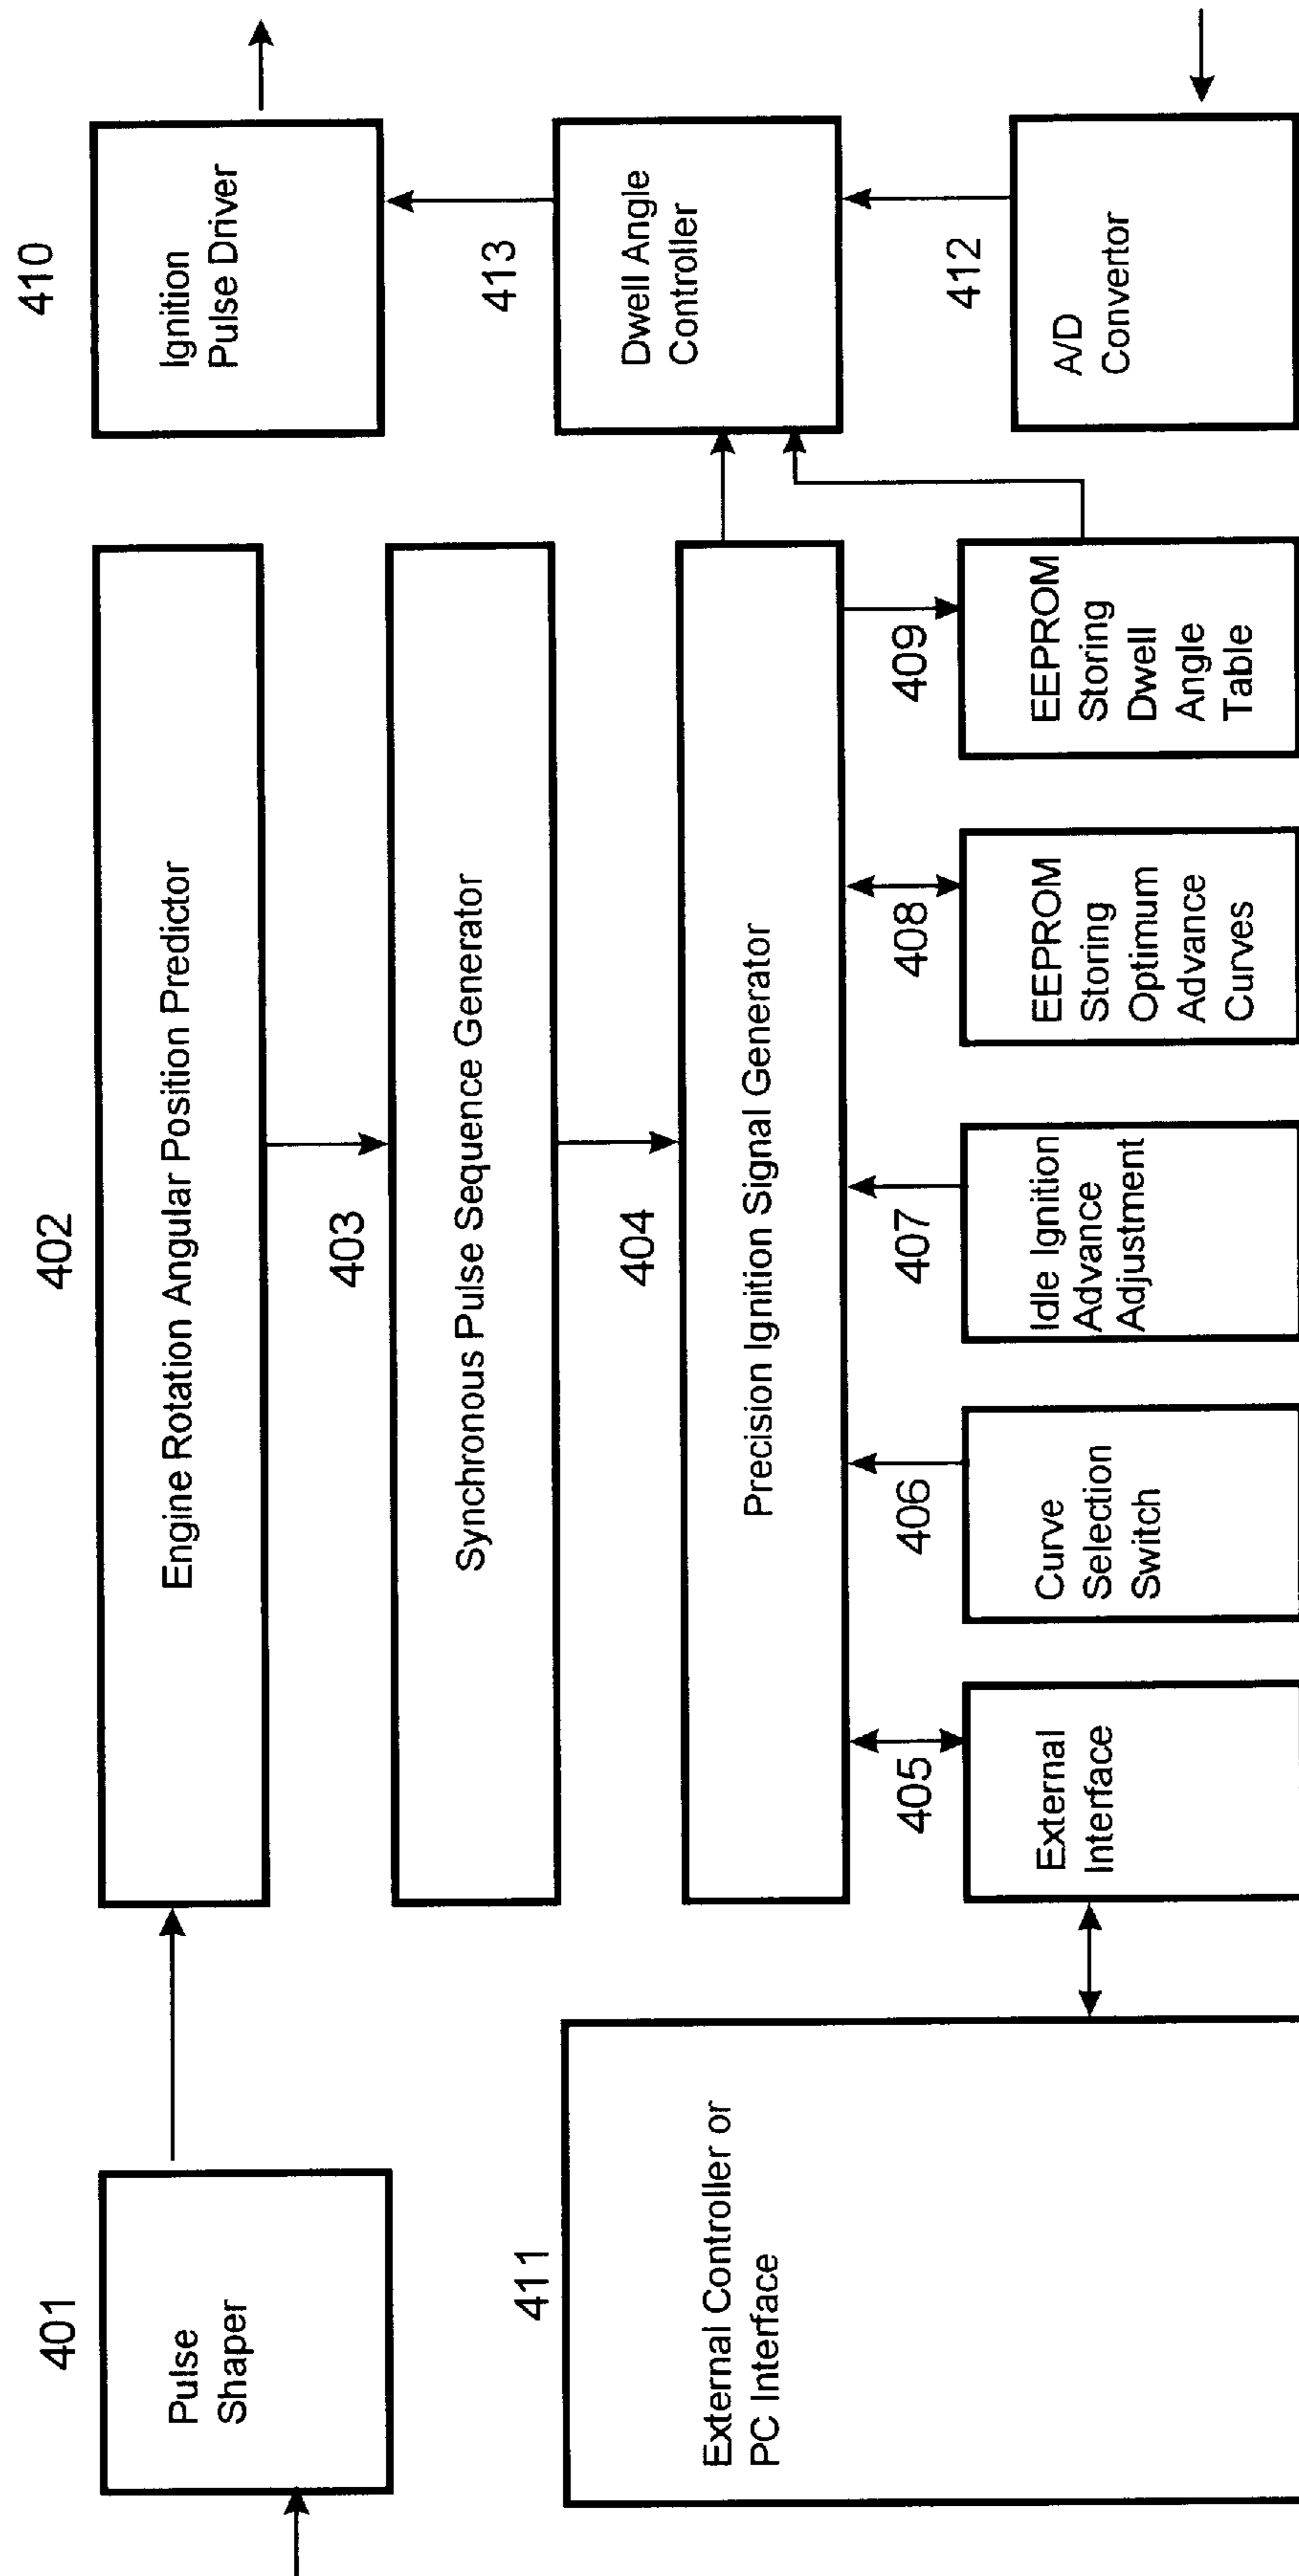 401
Pulse
Shaper
402
Engine Rotation Angular Position Predictor
410
Ignition
Pulse Driver
403
Synchronous Pulse Sequence Generator
413
Dwell Angle
Controller
404
Precision Ignition Signal Generator
411
External Controller or
PC Interface
405
External
Interface
406
Curve
Selection
Switch
407
Idle Ignition
Advance
Adjustment
408
EEPROM
Storing
Optimum
Advance
Curves
409
EEPROM
Storing
Dwell
Angle
Table
412
A/D
Convertor